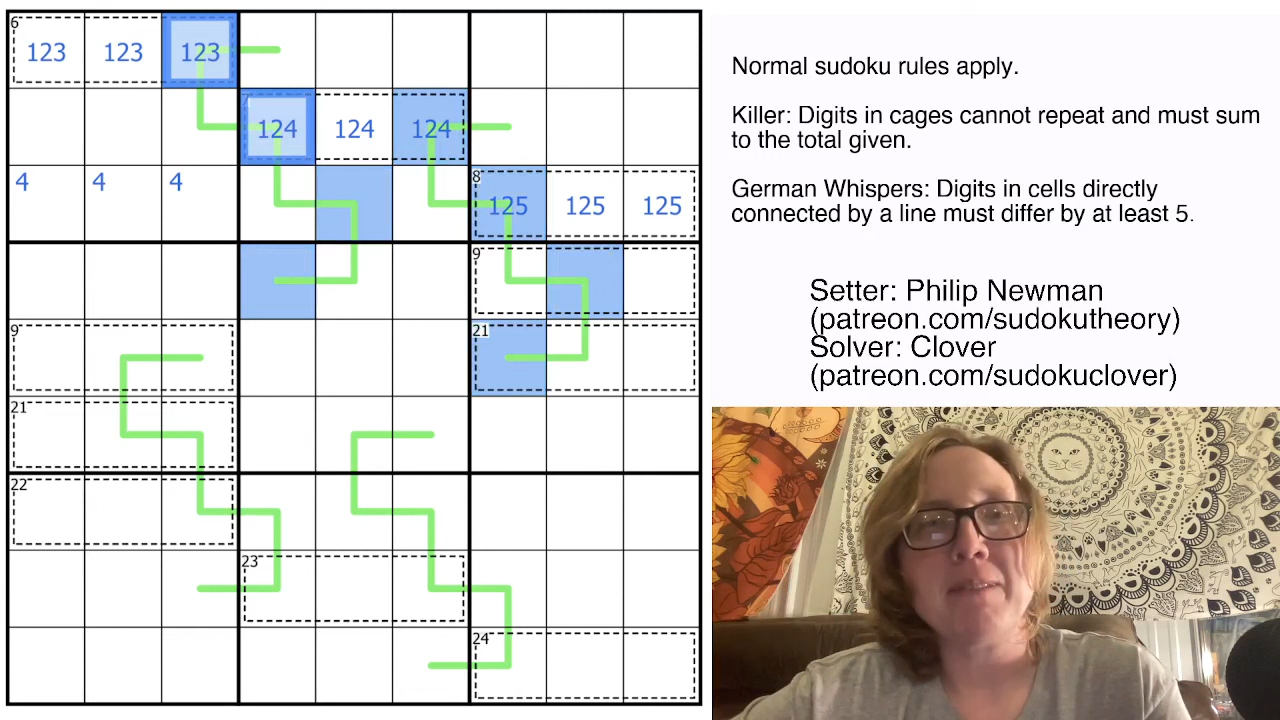 6
123 123 123
124 124 124
4 4 4
8
125 125 125
9
9
21
21
22
23
24
Normal sudoku rules apply.
Killer: Digits in cages cannot repeat and must sum
to the total given.
German Whispers: Digits in cells directly
connected by a line must differ by at least 5.
Setter: Philip Newman
(patreon.com/sudokutheory)
Solver: Clover
(patreon.com/sudokuclover)